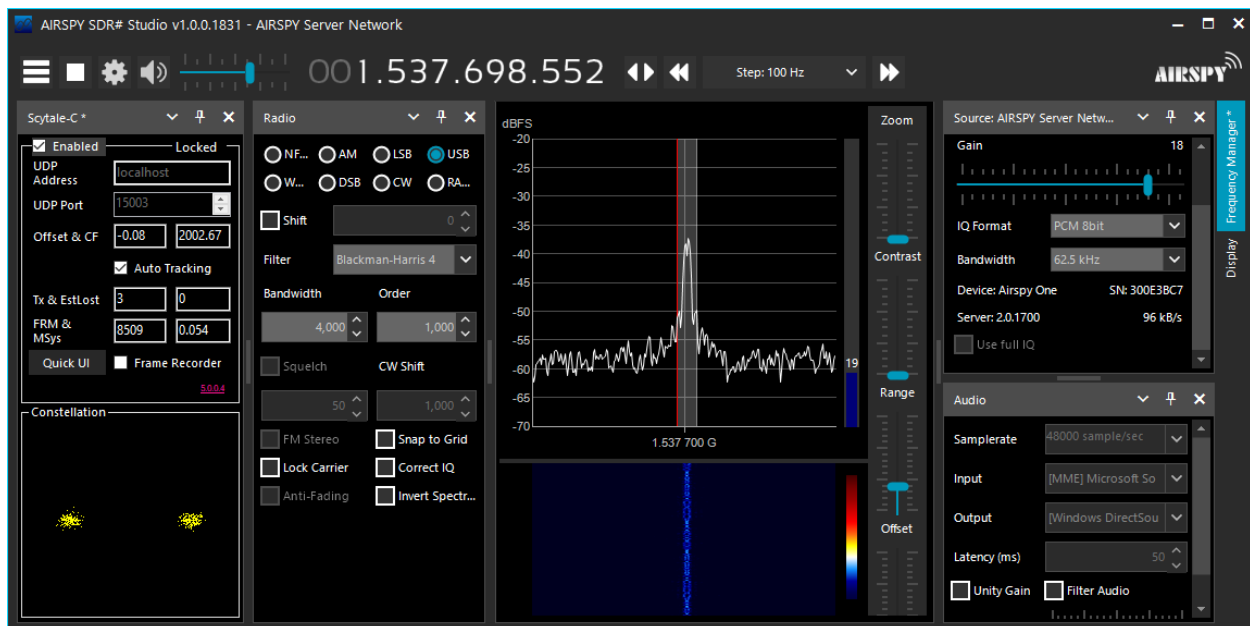 AIRSPY SDR# Studio v1.0.0.1831 - AIRSPY Server Network
001.537.698.552
Step: 100 Hz
AIRSPY
Scytale-C *
Enabled
Locked
UDP
Address
localhost
UDP Port
15003
Offset & CF
-0.08
2002.67
Auto Tracking
Tx & EstLost
3
0
FRM &
MSys
8509
0.054
Quick UI
Frame Recorder
5.0.0.4
Constellation
Radio
NF...
AM
LSB
USB
W...
DSB
CW
RA...
Shift
0
Filter
Blackman-Harris 4
Bandwidth
Order
4,000
1,000
Squelch
CW Shift
50
1,000
FM Stereo
Snap to Grid
Lock Carrier
Correct IQ
Anti-Fading
Invert Spectr...
dBFS
-20
-25
-30
-35
-40
-45
-50
-55
-60
-65
-70
1.537 700 G
19
Zoom
Contrast
Range
Offset
Source: AIRSPY Server Netw...
Gain
18
IQ Format
PCM 8bit
Bandwidth
62.5 kHz
Device: Airspy One
SN: 300E3BC7
Server: 2.0.1700
96 kB/s
Use full IQ
Audio
Samplerate
48000 sample/sec
Input
[MME] Microsoft So
Output
[Windows DirectSou
Latency (ms)
50
Unity Gain
Filter Audio
Frequency Manager *
Display